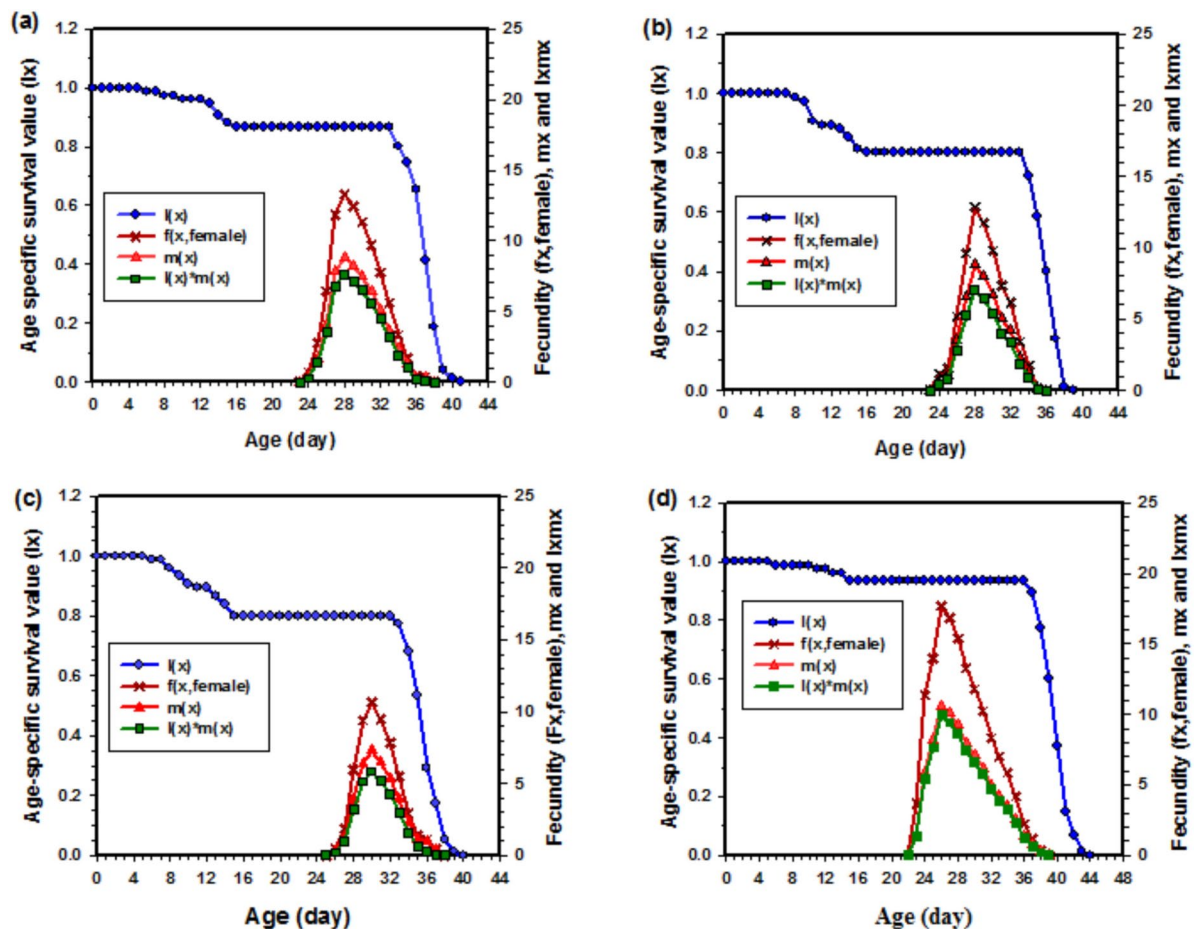 (a)
1.2
1.0
0.8
0.6
0.4
0.2
0.0
Age specific survival value (lx)
l(x)
f(x,female)
m(x)
l(x)*m(x)
25
20
15
10
5
0
Fecundity (fx,female), mx and lxmx
0 4 8 12 16 20 24 28 32 36 40 44
Age (day)
(b)
1.2
1.0
0.8
0.6
0.4
0.2
0.0
Age-specific survival value (lx)
l(x)
f(x,female)
m(x)
l(x)*m(x)
25
20
15
10
5
0
Fecundity (fx,female), mx and lxmx
0 4 8 12 16 20 24 28 32 36 40 44
Age (day)
(c)
1.2
1.0
0.8
0.6
0.4
0.2
0.0
Age-specific survival value (lx)
l(x)
f(x,female)
m(x)
l(x)*m(x)
25
20
15
10
5
0
Fecundity (Fx,female),mx and lxmx
0 4 8 12 16 20 24 28 32 36 40 44
Age (day)
(d)
1.2
1.0
0.8
0.6
0.4
0.2
0.0
Age-specific survival value (lx)
l(x)
f(x,female)
m(x)
l(x)*m(x)
25
20
15
10
5
0
Fecundity (fx,female), mx and lxmx
0 4 8 12 16 20 24 28 32 36 40 44 48
Age (day)